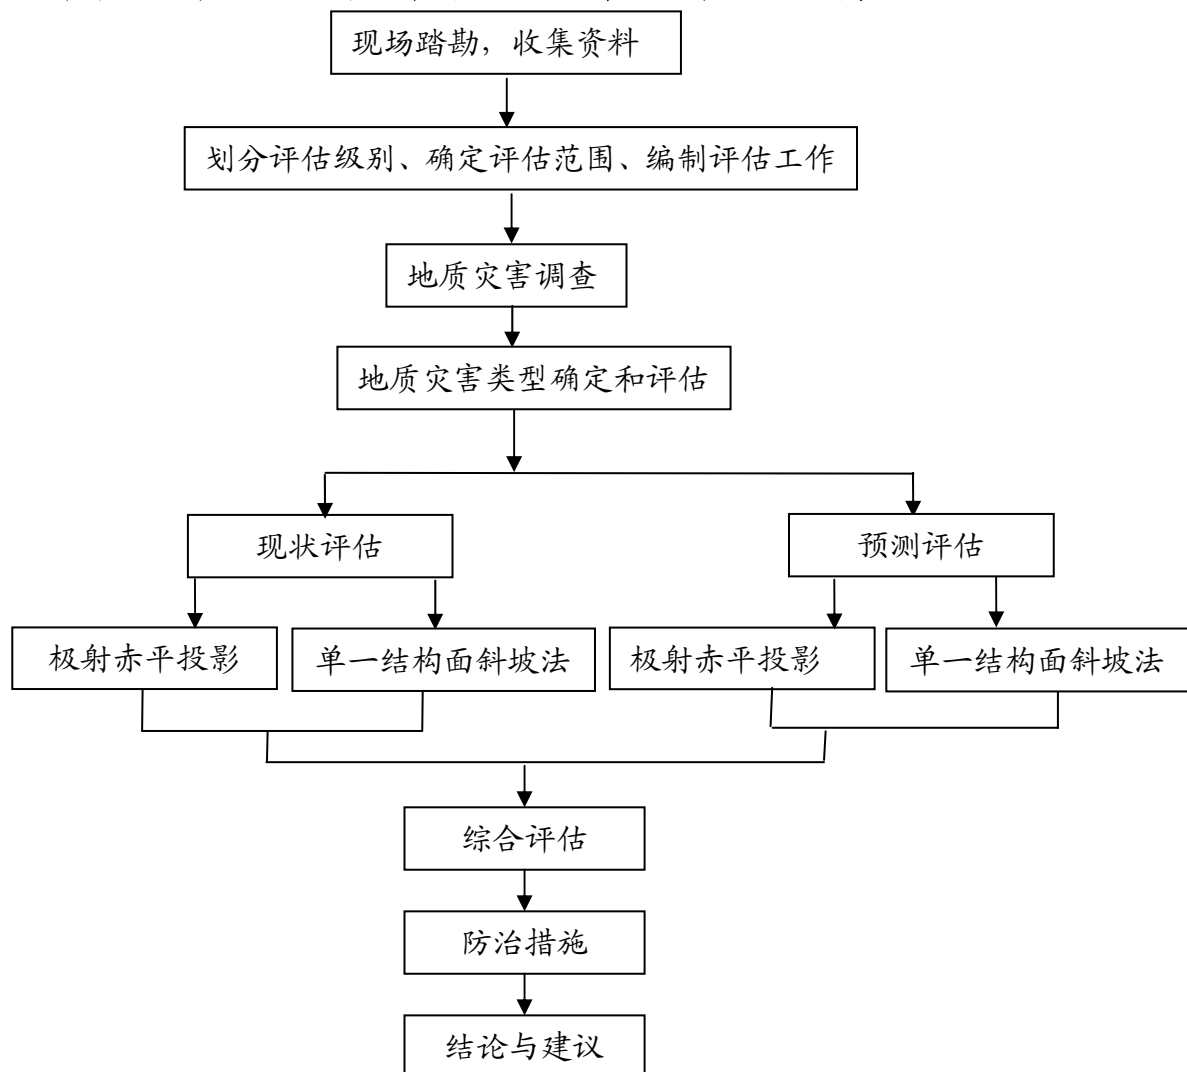 现场踏勘，收集资料
划分评估级别、确定评估范围、编制评估工作
地质灾害调查
地质灾害类型确定和评估
现状评估
预测评估
极射赤平投影
单一结构面斜坡法
极射赤平投影
单一结构面斜坡法
综合评估
防治措施
结论与建议